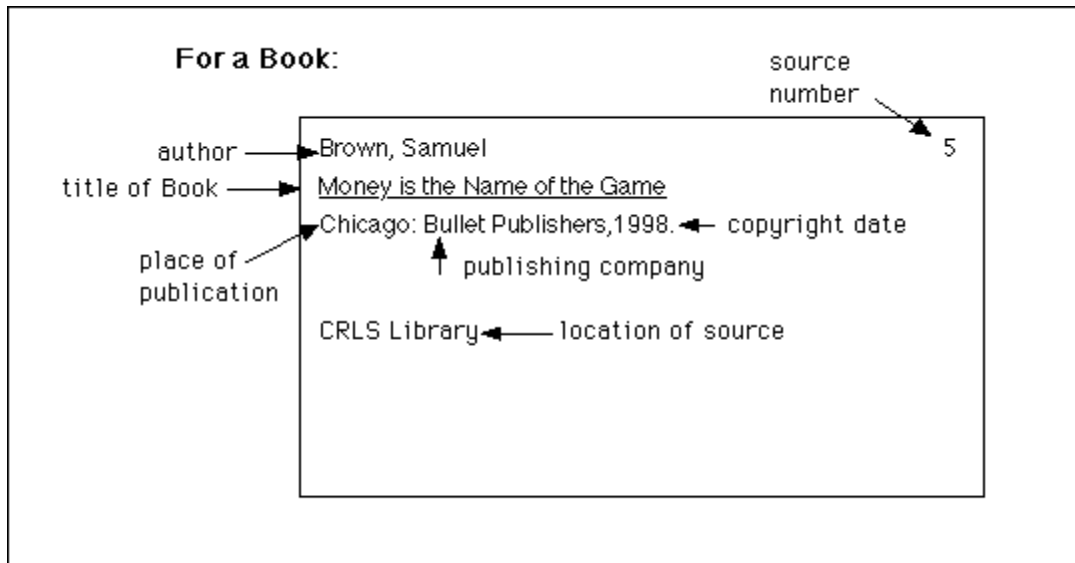 For a Book:
source
number
author
Brown, Samuel
5
title of Book
Money is the Name of the Game
Chicago: Bullet Publishers,1998.
copyright date
place of
publication
publishing company
CRLS Library
location of source